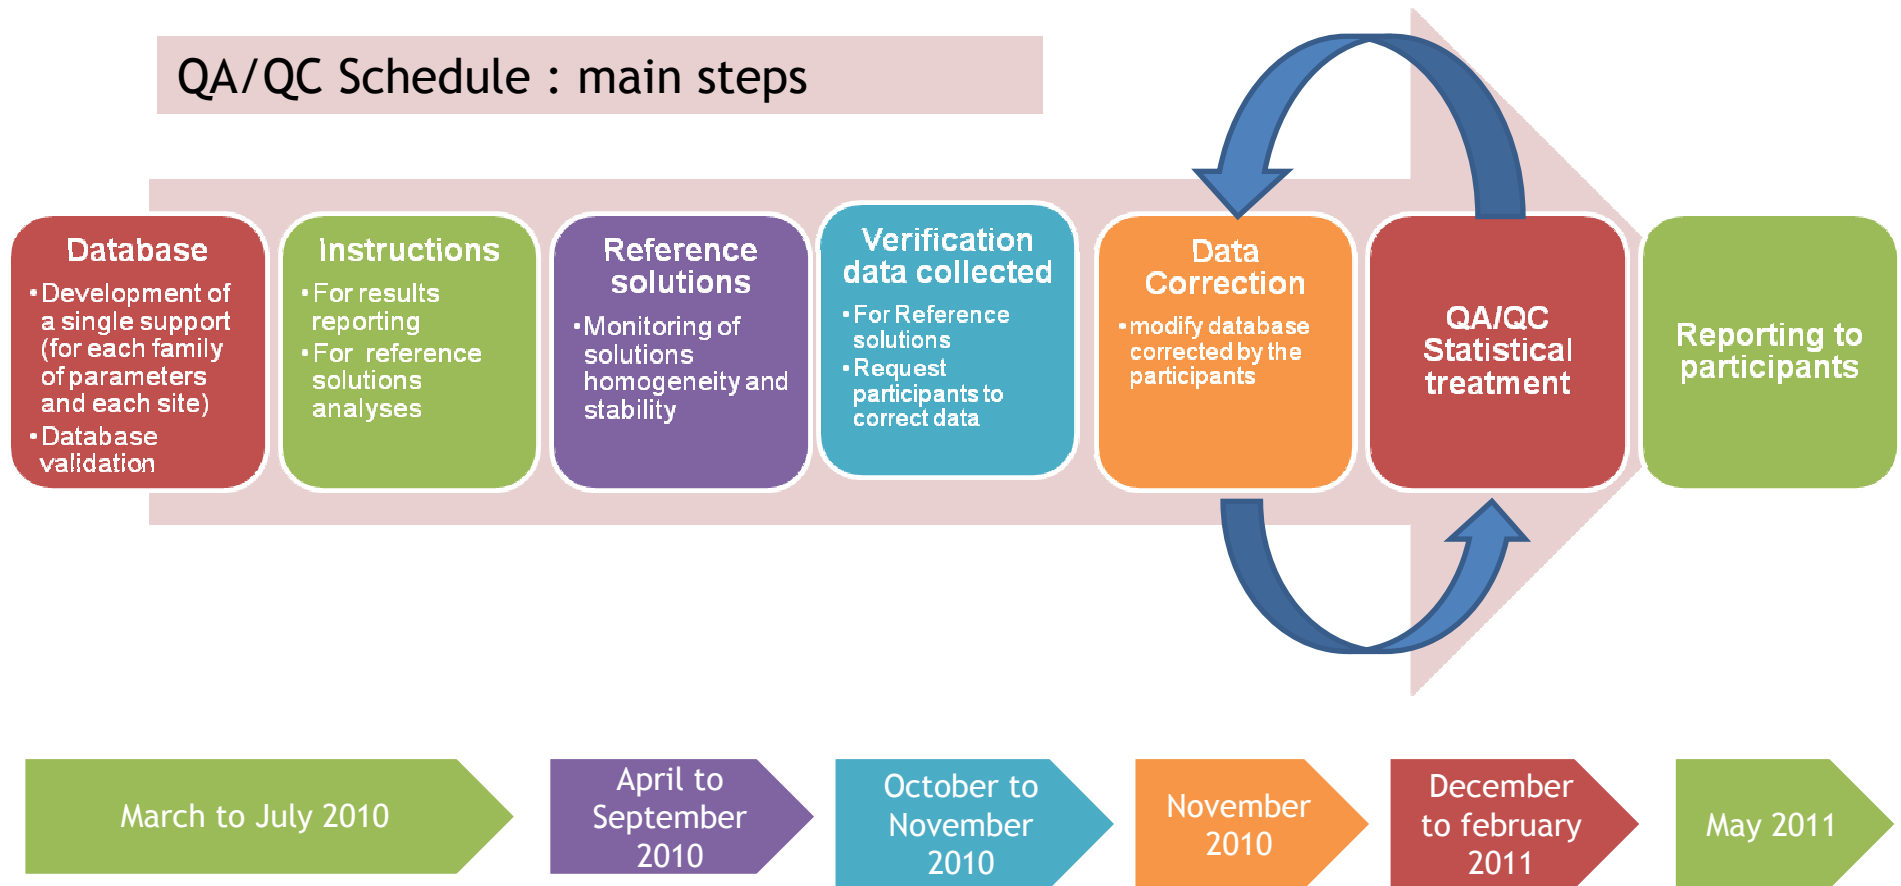 QA/QC Schedule : main steps
Database
•Development of
a single support
(for each family
of parameters
and each site)
•Database
validation
Instructions
•For results
reporting
•For reference
solutions
analyses
Reference
solutions
•Monitoring of
solutions
homogeneity and
stability
Verification
data collected
•For Reference
solutions
•Request
participants to
correct data
Data
Correction
•modify database
corrected by the
participants
QA/QC
Statistical
treatment
Reporting to
participants
March to July 2010
April to
September
2010
October to
November
2010
November
2010
December
to february
2011
May 2011